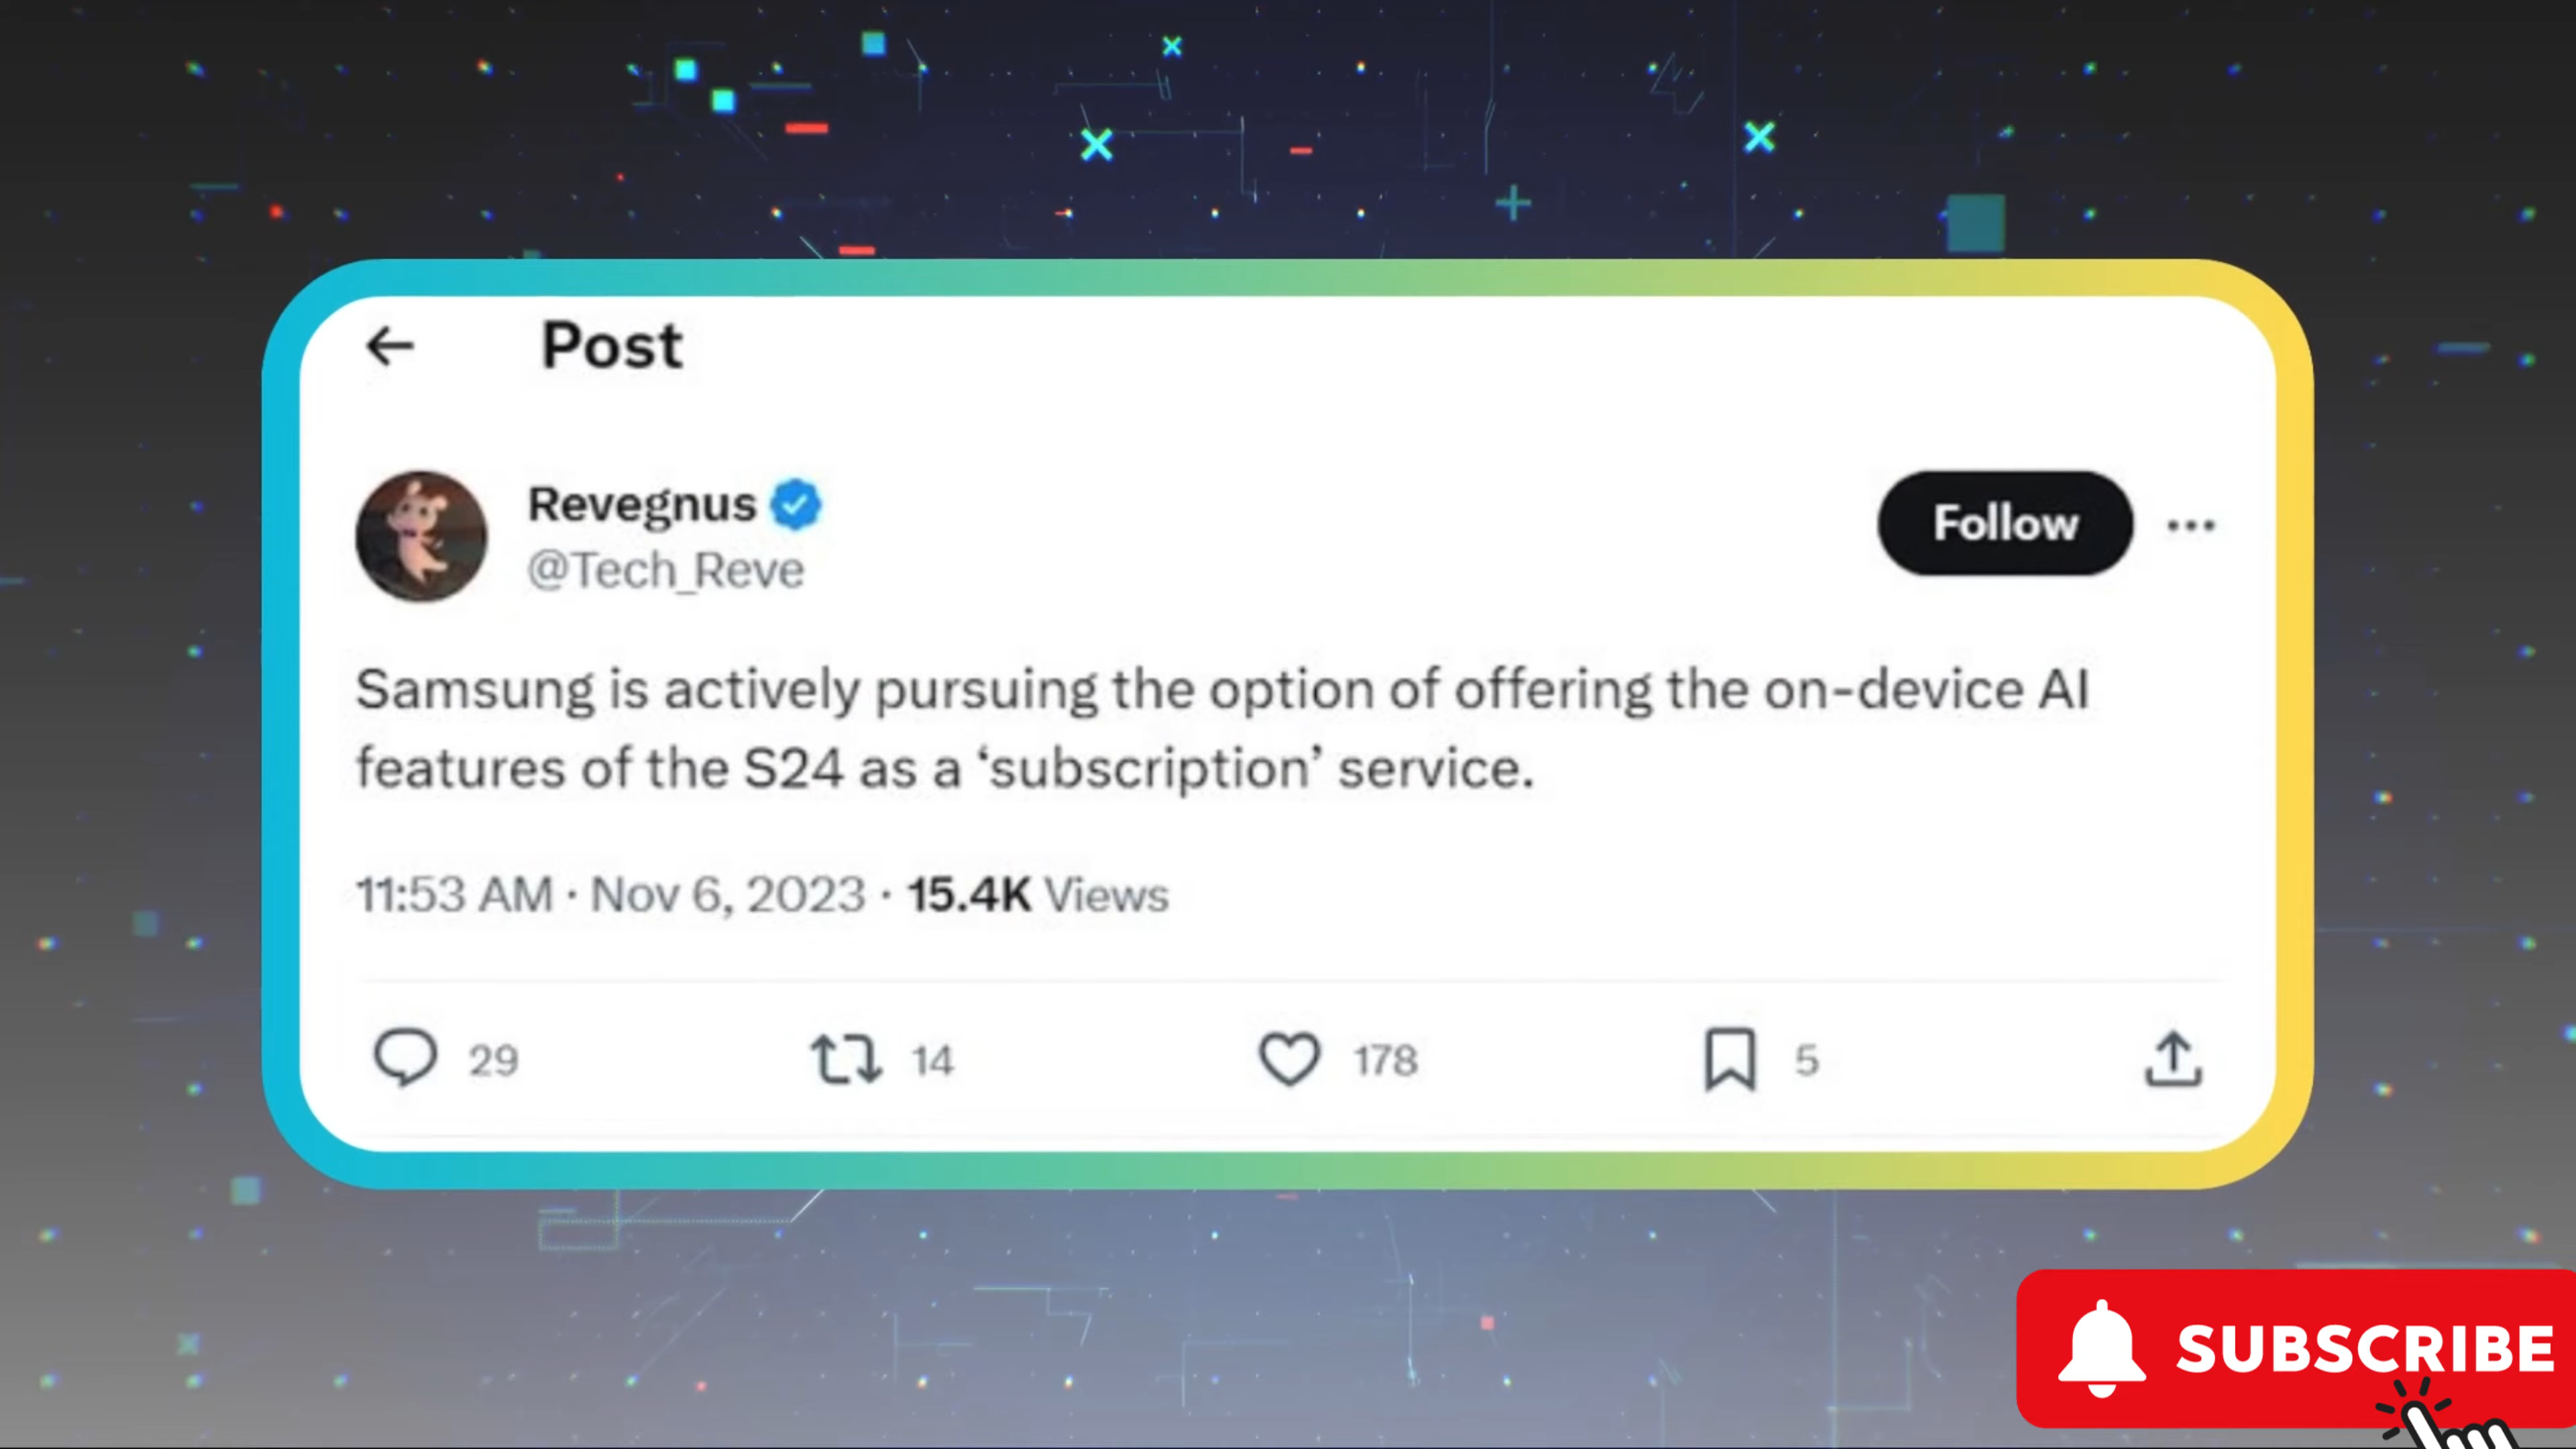 Post
Revegnus
@Tech_Reve
Follow
Samsung is actively pursuing the option of offering the on-device AI
features of the S24 as a ‘subscription’ service.
11:53 AM · Nov 6, 2023 · 15.4K Views
29 14 178 5
SUBSCRIBE